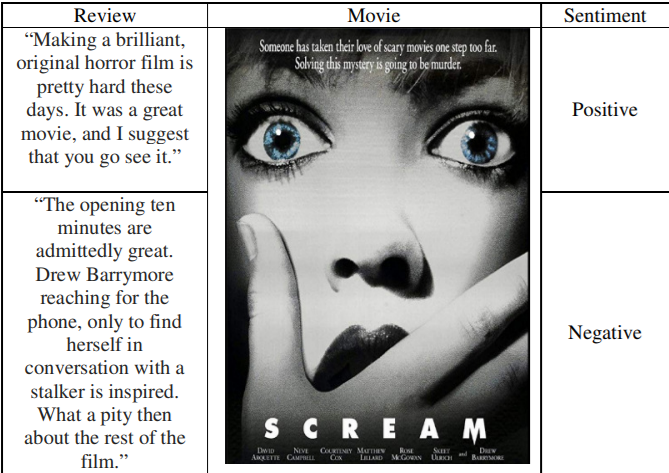 Review
Movie
Sentiment
“Making a brilliant,
original horror film is
pretty hard these
days. It was a great
movie, and I suggest
that you go see it.”
Someone has taken their love of scary movies one step too far.
Solving this mystery is going to be murder.
Positive
“The opening ten
minutes are
admittedly great.
Drew Barrymore
reaching for the
phone, only to find
herself in
conversation with a
stalker is inspired.
What a pity then
about the rest of the
film.”
Negative
SCREAM
DAVID ARQUETTE NEVE CAMPBELL COURTENEY COX MATTHEW LILLARD ROSE McGOWAN SKEET ULRICH and DREW BARRYMORE